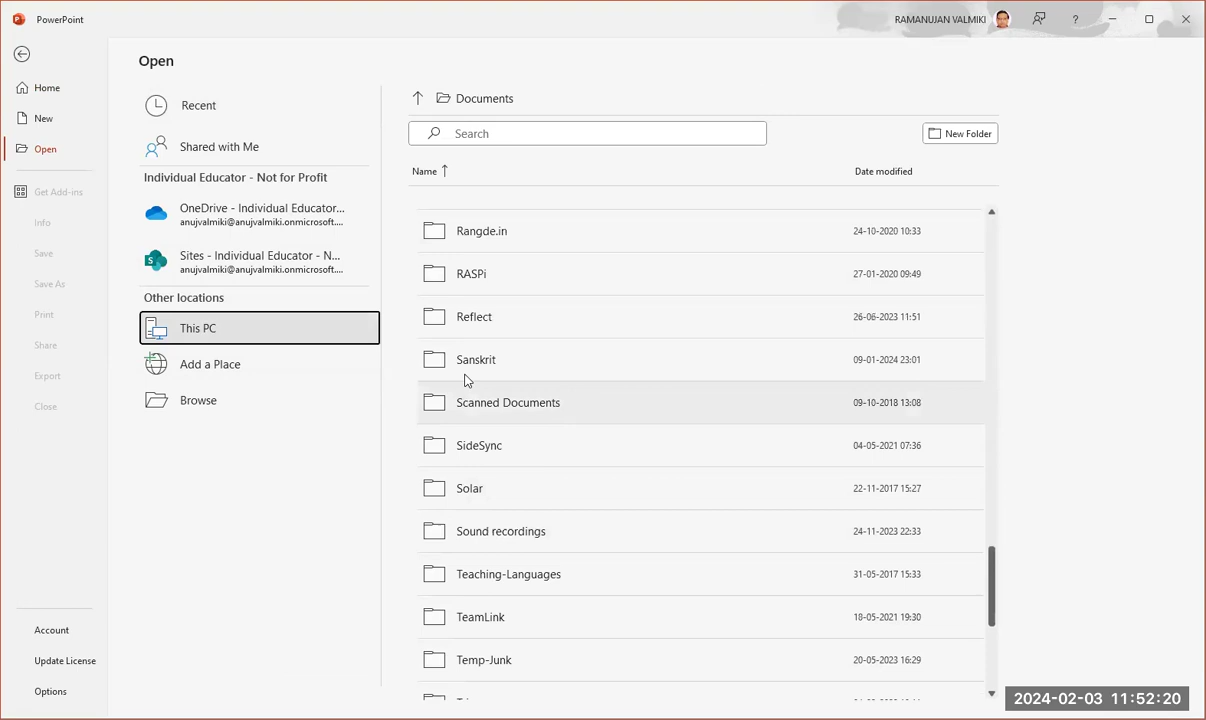 PowerPoint
RAMANUJAN VALMIKI
?
Home
New
Open
Get Add-ins
Info
Save
Save As
Print
Share
Export
Close
Account
Update License
Options
Open
Recent
Shared with Me
Individual Educator - Not for Profit
OneDrive - Individual Educator...
anujvalmiki@anujvalmiki.onmicrosoft....
Sites - Individual Educator - N...
anujvalmiki@anujvalmiki.onmicrosoft....
Other locations
This PC
Add a Place
Browse
Documents
Search
New Folder
Name Date modified
Rangde.in 24-10-2020 10:33
RASPi 27-01-2020 09:49
Reflect 26-06-2023 11:51
Sanskrit 09-01-2024 23:01
Scanned Documents 09-10-2018 13:08
SideSync 04-05-2021 07:36
Solar 22-11-2017 15:27
Sound recordings 24-11-2023 22:33
Teaching-Languages 31-05-2017 15:33
TeamLink 18-05-2021 19:30
Temp-Junk 20-05-2023 16:29
2024-02-03 11:52:20